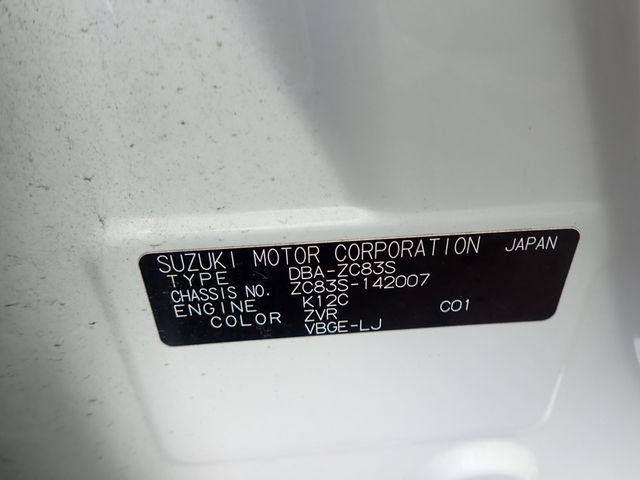 SUZUKI MOTOR CORPORATION JAPAN
TYPE DBA-ZC83S
CHASSIS NO. ZC83S-142007
ENGINE K12C
COLOR ZVR C01
VBGE-LJ